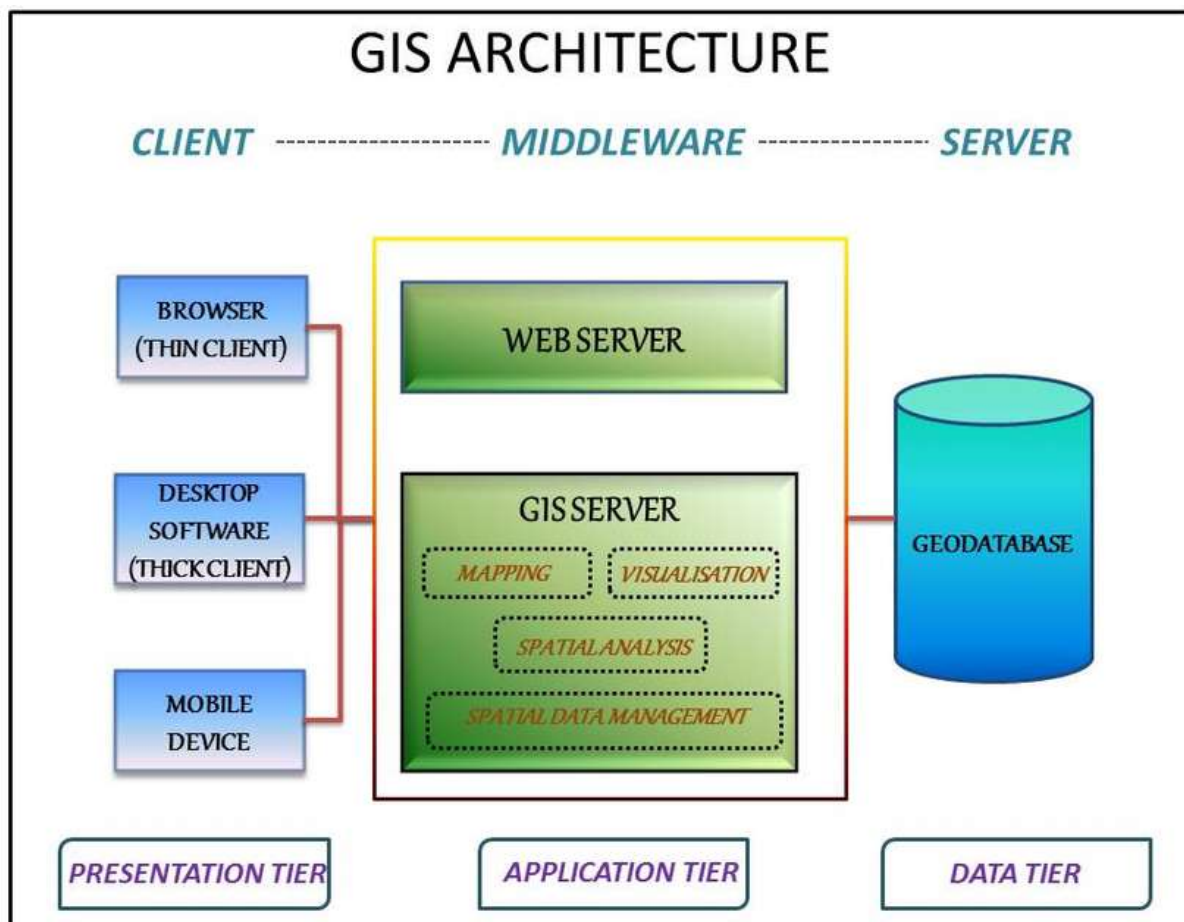 GIS ARCHITECTURE
CLIENT MIDDLEWARE SERVER
BROWSER
(THIN CLIENT)
DESKTOP
SOFTWARE
(THICK CLIENT)
MOBILE
DEVICE
WEB SERVER
GIS SERVER
MAPPING
VISUALISATION
SPATIAL ANALYSIS
SPATIAL DATA MANAGEMENT
GEODATABASE
PRESENTATION TIER
APPLICATION TIER
DATA TIER